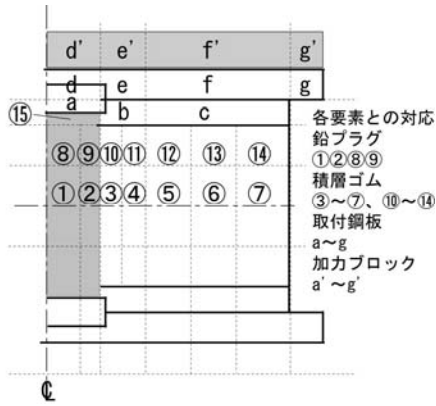 d' e' f' g'
d e f g
a b c
⑮
⑧⑨⑩⑪ ⑫ ⑬ ⑭
①②③④ ⑤ ⑥ ⑦
各要素との対応
鉛プラグ
①②⑧⑨
積層ゴム
③～⑦、⑩～⑭
取付鋼板
a～g
加力ブロック
a'～g'
℄